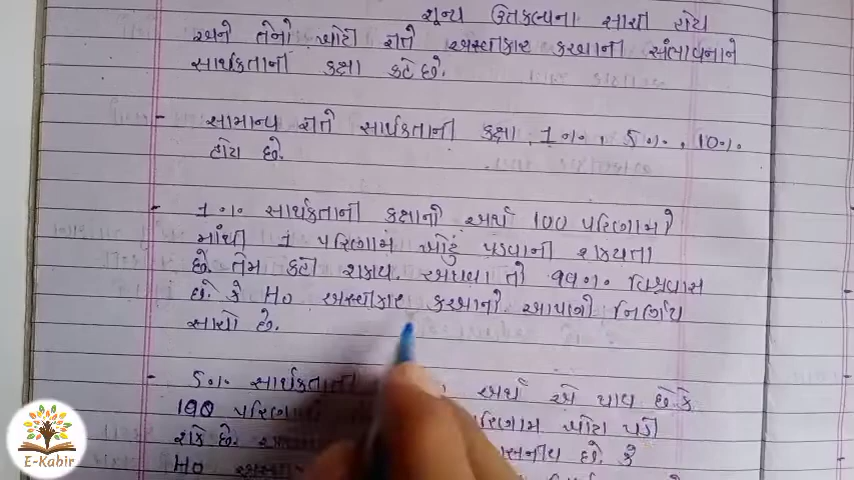 શૂન્ય ઉત્કલ્પના સાચી હોય
અને તેનો ખોટી રીતે અસ્વીકાર કરવાની સંભાવનાને
સાર્થકતાની કક્ષા કહે છે.
- સામાન્ય રીતે સાર્થકતાની કક્ષા 1%, 5%, 10%.
હોય છે.
- 1% સાર્થકતાની કક્ષાનો અર્થ 100 પરિણામો
માંથી 1 પરિણામ ખોટું પડવાની શક્યતા
છે. તેમ કહી શકાય. અથવા તો 99% વિશ્વાસ
છે. કે H0 અસ્વીકાર કરવાનો આપણો નિર્ણય
સાચો છે.
- 5% સાર્થકતાની અર્થ એ થાય છે કે
100 પરિણામ ખોટા પડી
શકે છે. છે. કે
H0
E-Kabir